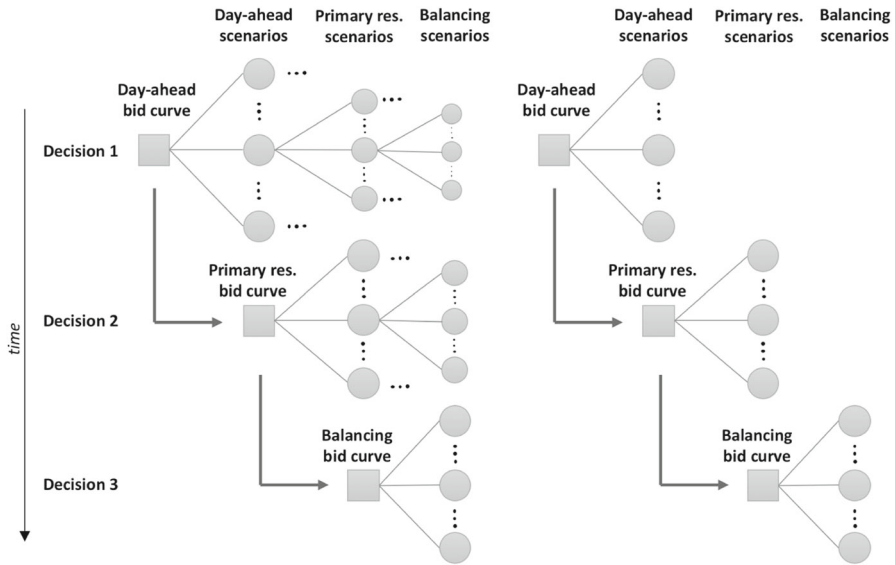 Day-ahead
scenarios
Primary res.
scenarios
Balancing
scenarios
Day-ahead
bid curve
Decision 1
Primary res.
bid curve
Decision 2
time
Balancing
bid curve
Decision 3
Day-ahead
scenarios
Primary res.
scenarios
Balancing
scenarios
Day-ahead
bid curve
Primary res.
bid curve
Balancing
bid curve